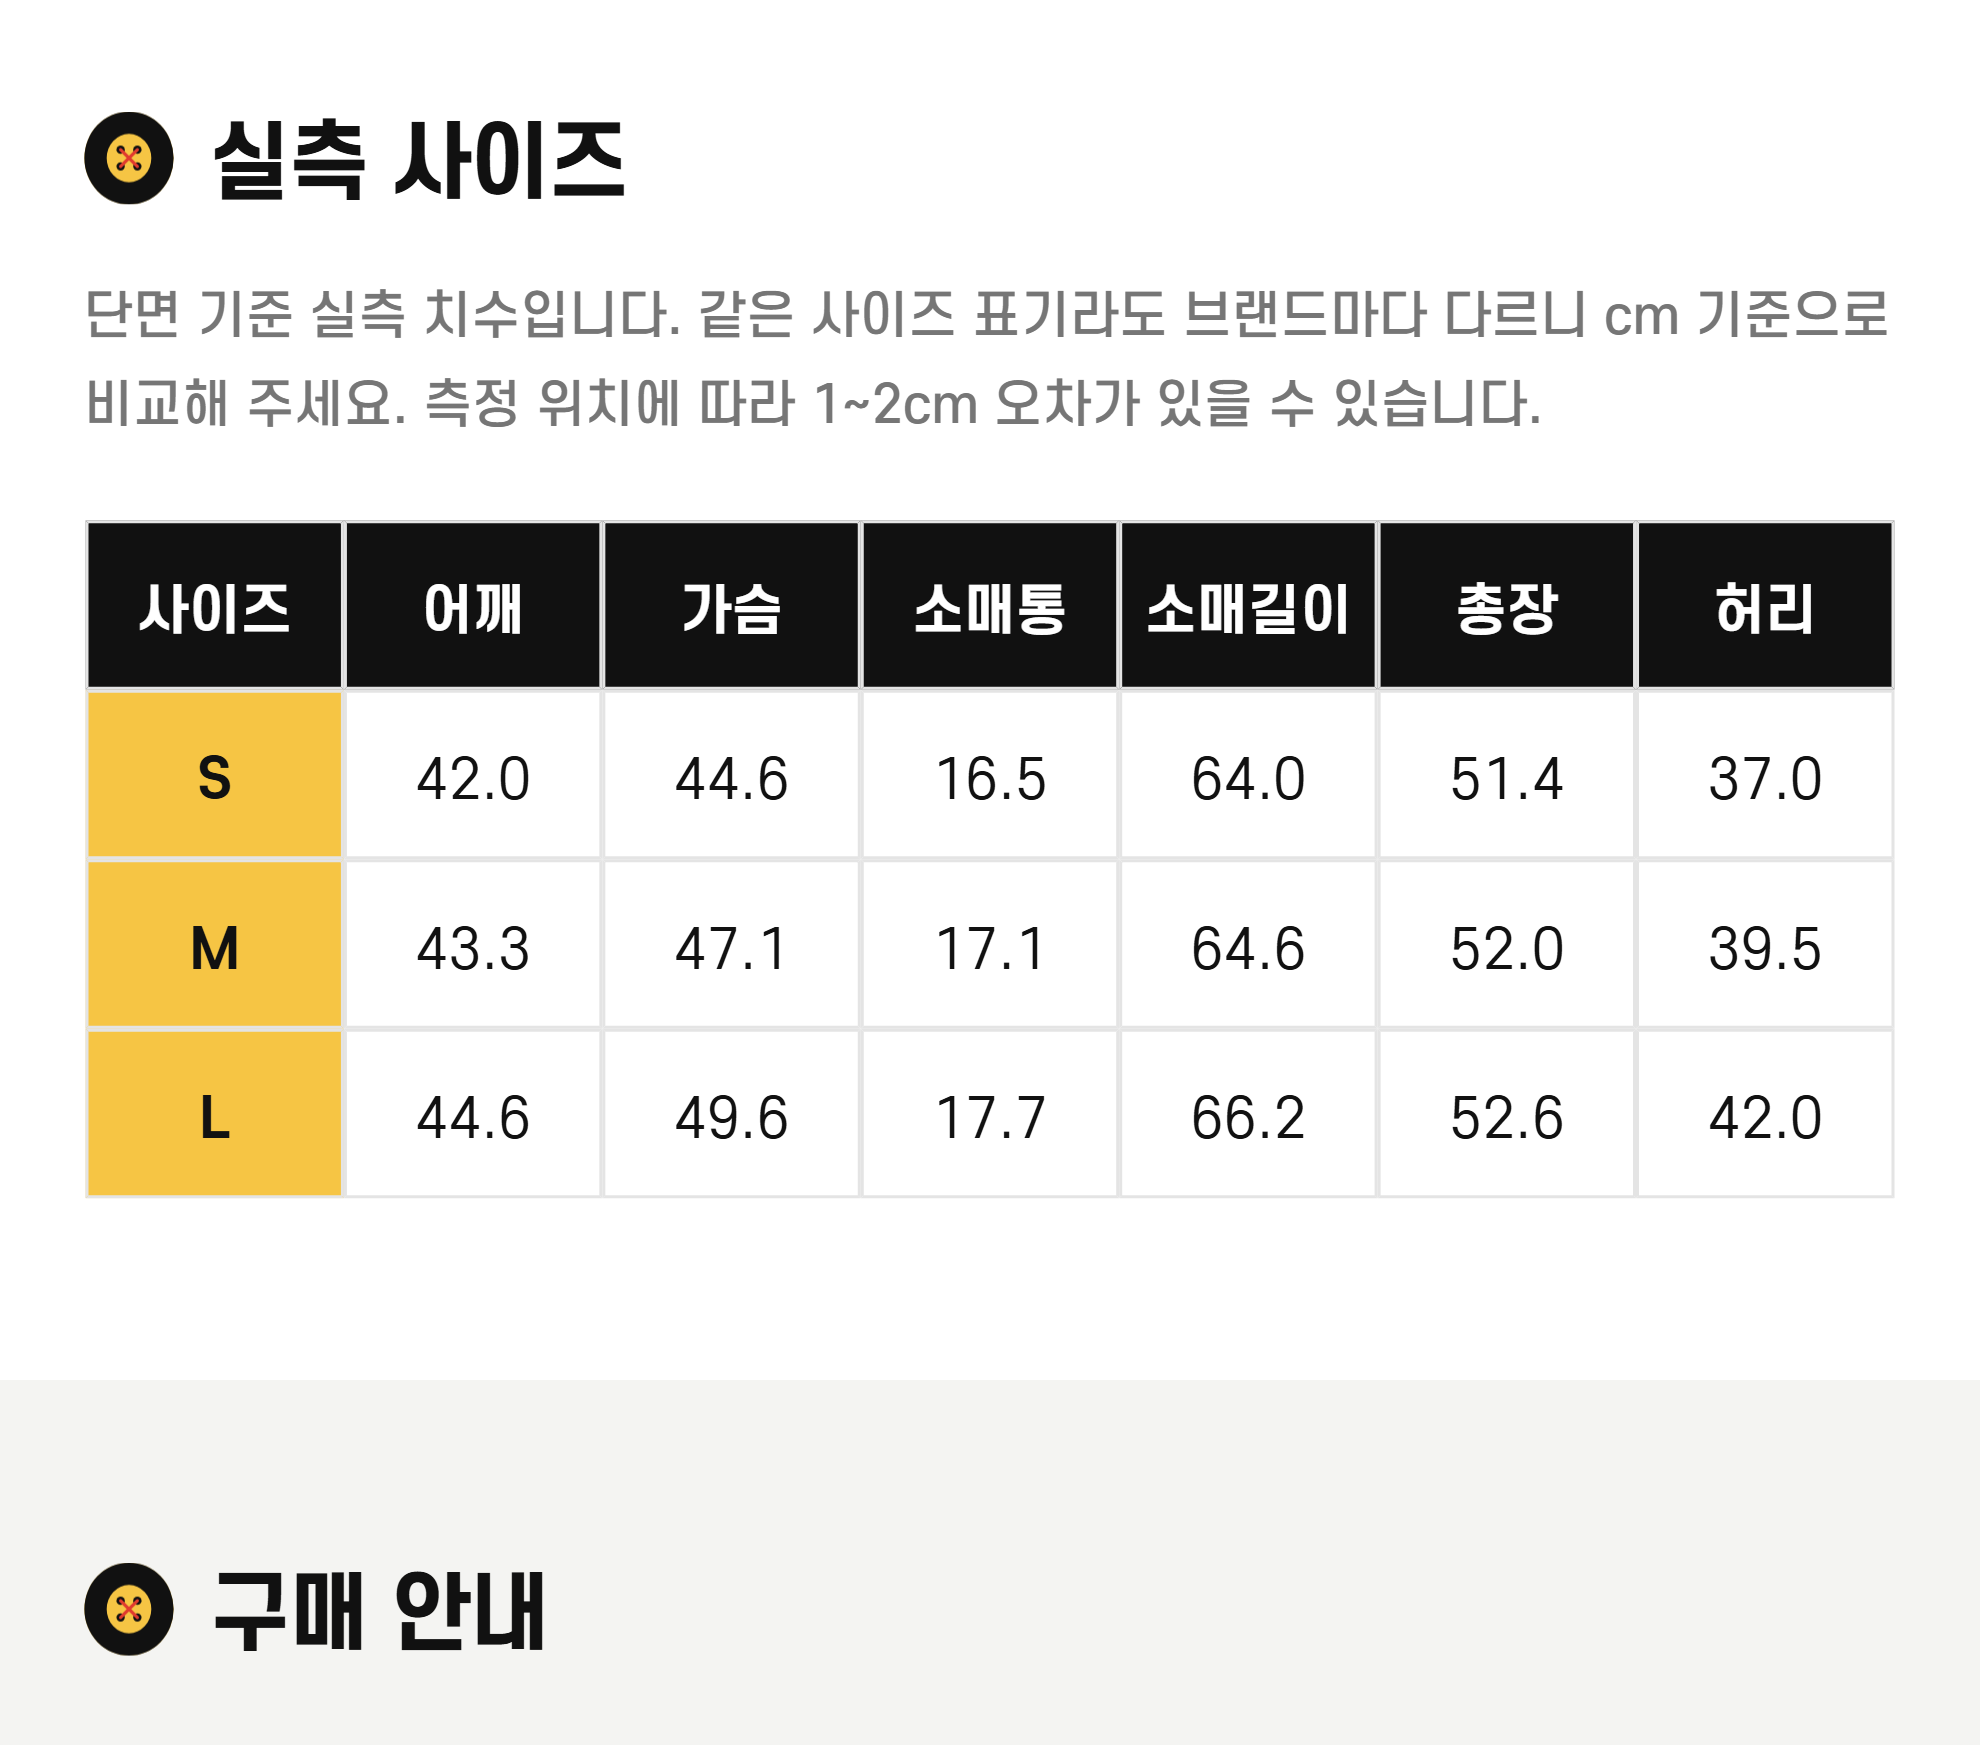 실측 사이즈
단면 기준 실측 치수입니다. 같은 사이즈 표기라도 브랜드마다 다르니 cm 기준으로
비교해 주세요. 측정 위치에 따라 1~2cm 오차가 있을 수 있습니다.
사이즈 어깨 가슴 소매통 소매길이 총장 허리
S 42.0 44.6 16.5 64.0 51.4 37.0
M 43.3 47.1 17.1 64.6 52.0 39.5
L 44.6 49.6 17.7 66.2 52.6 42.0
구매 안내